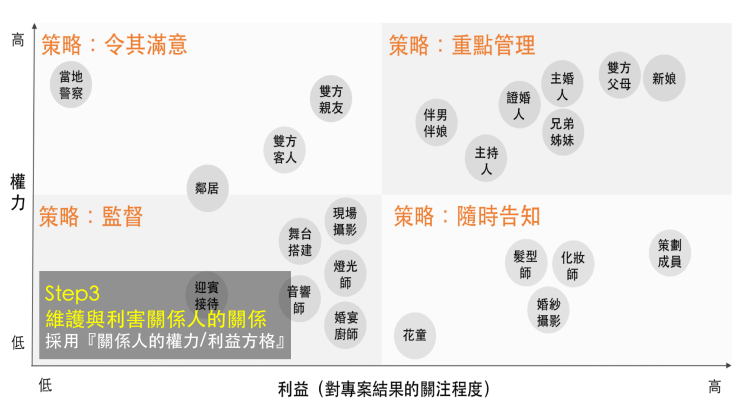 高
策略：令其滿意
策略：重點管理
當地
警察
雙方
親友
雙方
客人
鄰居
伴男
伴娘
主持
人
證婚
人
主婚
人
兄弟
姊妹
雙方
父母
新娘
權
力
策略：監督
策略：隨時告知
現場
攝影
舞台
搭建
燈光
師
迎賓
接待
音響
師
婚宴
廚師
髮型
師
化妝
師
婚紗
攝影
策劃
成員
花童
Step3
維護與利害關係人的關係
採用『關係人的權力/利益方格』
低
低
利益（對專案結果的關注程度）
高